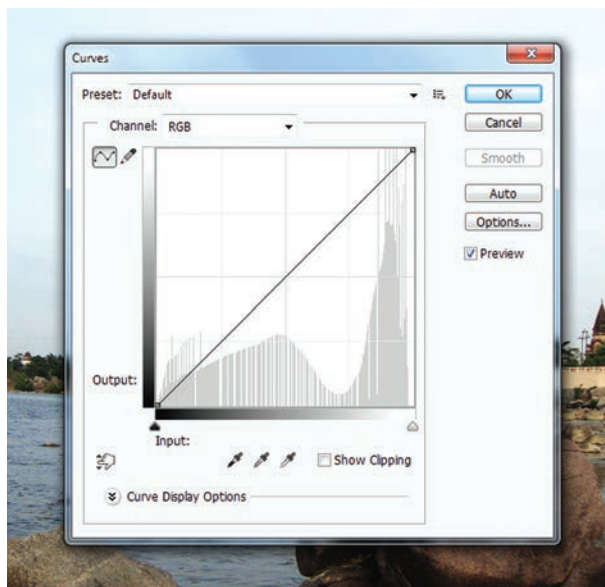 Curves
Preset: Default
OK
Channel: RGB
Cancel
Smooth
Auto
Options...
Preview
Output:
Input:
Show Clipping
Curve Display Options